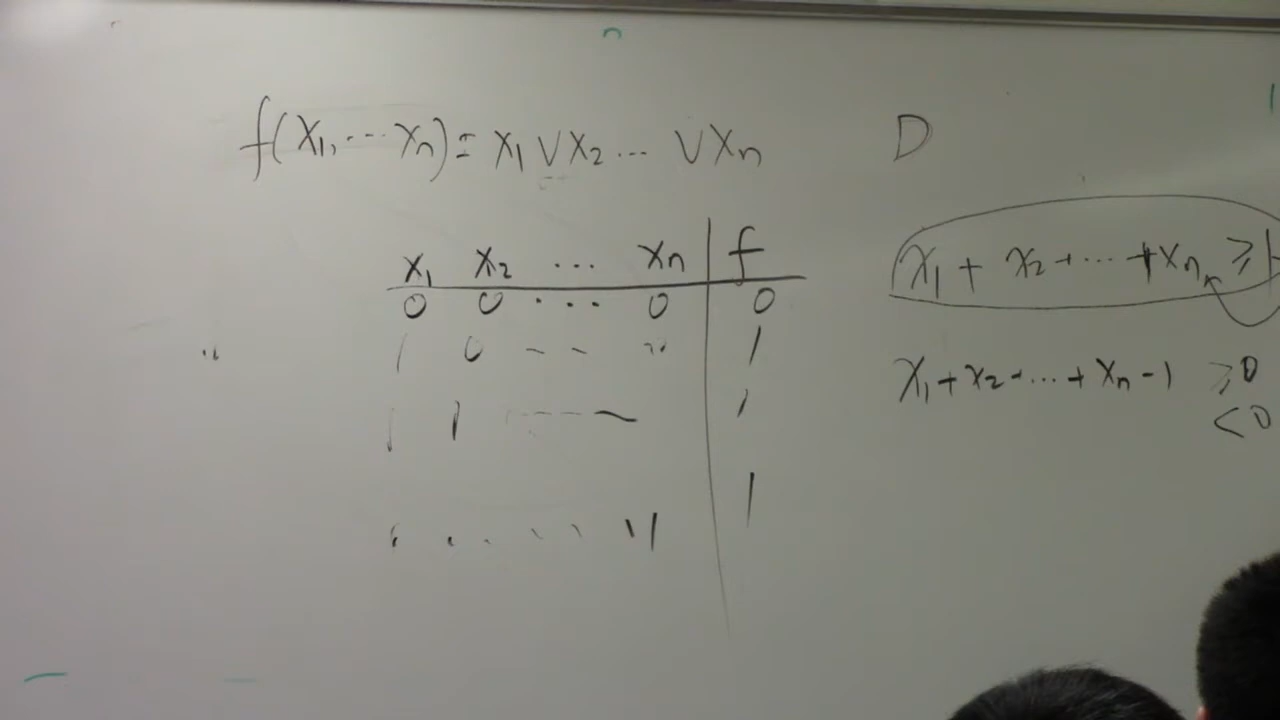 f(x₁, ... xₙ) = x₁ ∨ x₂ ... ∨ xₙ
D
x₁ x₂ ... xₙ | f
0 0 ... 0 | 0
1 0 - - | 1
1 1 ---- | 1
1 | 1
x₁ + x₂ + ... + xₙ ≥ 1
x₁ + x₂ + ... + xₙ - 1 ≥ 0
< 0